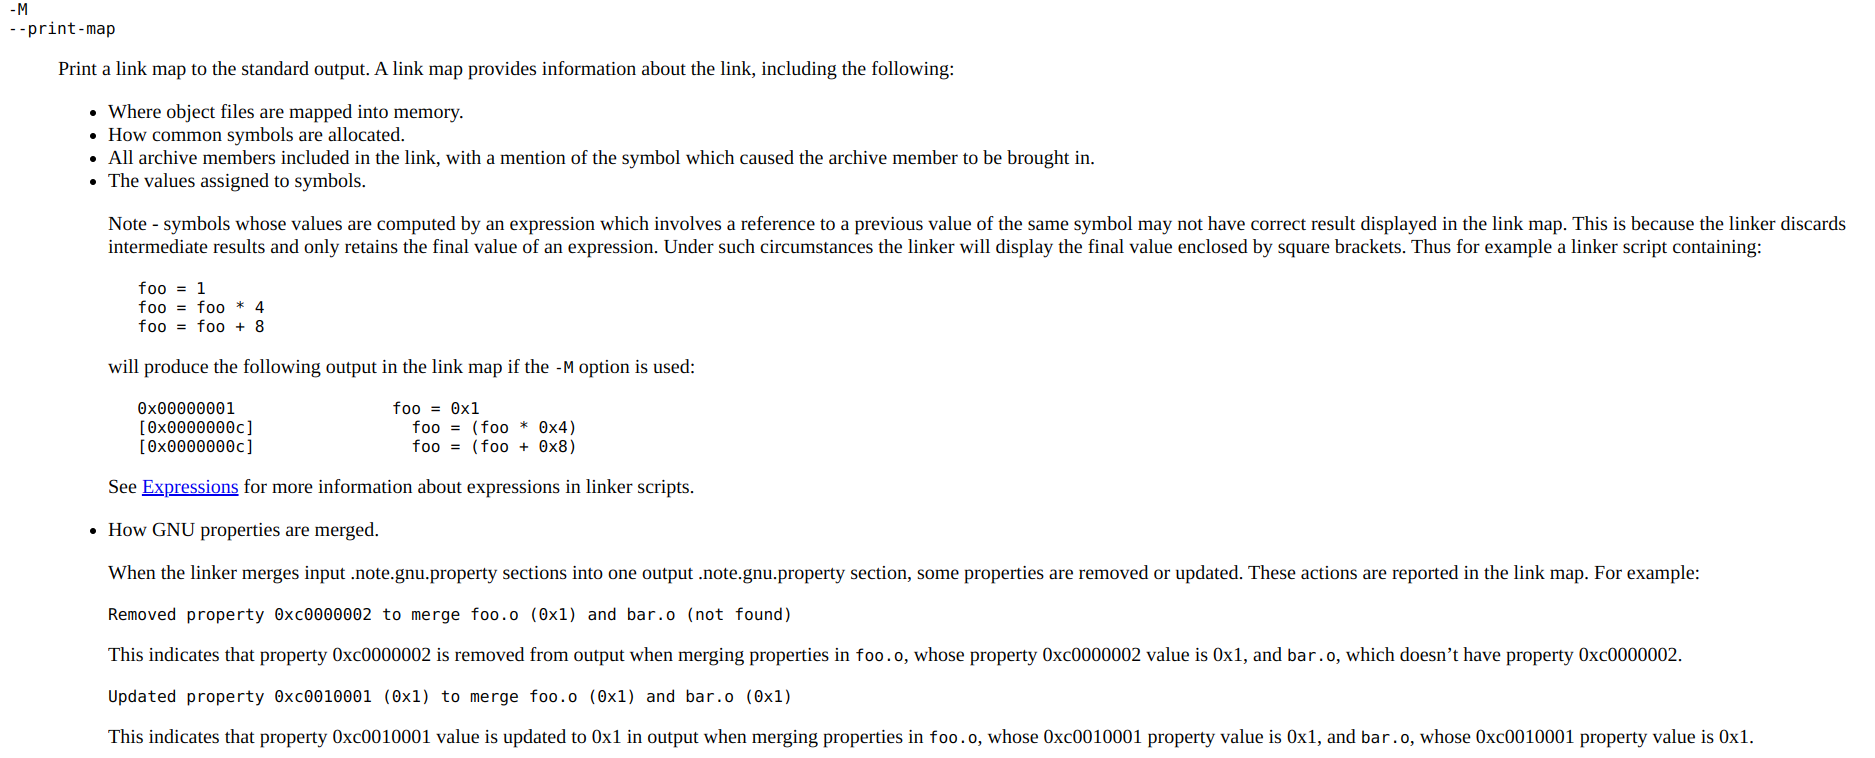 -M
--print-map
Print a link map to the standard output. A link map provides information about the link, including the following:
• Where object files are mapped into memory.
• How common symbols are allocated.
• All archive members included in the link, with a mention of the symbol which caused the archive member to be brought in.
• The values assigned to symbols.
Note - symbols whose values are computed by an expression which involves a reference to a previous value of the same symbol may not have correct result displayed in the link map. This is because the linker discards
intermediate results and only retains the final value of an expression. Under such circumstances the linker will display the final value enclosed by square brackets. Thus for example a linker script containing:
foo = 1
foo = foo * 4
foo = foo + 8
will produce the following output in the link map if the -M option is used:
0x00000001                foo = 0x1
[0x0000000c]                foo = (foo * 0x4)
[0x0000000c]                foo = (foo + 0x8)
See Expressions for more information about expressions in linker scripts.
• How GNU properties are merged.
When the linker merges input .note.gnu.property sections into one output .note.gnu.property section, some properties are removed or updated. These actions are reported in the link map. For example:
Removed property 0xc0000002 to merge foo.o (0x1) and bar.o (not found)
This indicates that property 0xc0000002 is removed from output when merging properties in foo.o, whose property 0xc0000002 value is 0x1, and bar.o, which doesn’t have property 0xc0000002.
Updated property 0xc0010001 (0x1) to merge foo.o (0x1) and bar.o (0x1)
This indicates that property 0xc0010001 value is updated to 0x1 in output when merging properties in foo.o, whose 0xc0010001 property value is 0x1, and bar.o, whose 0xc0010001 property value is 0x1.